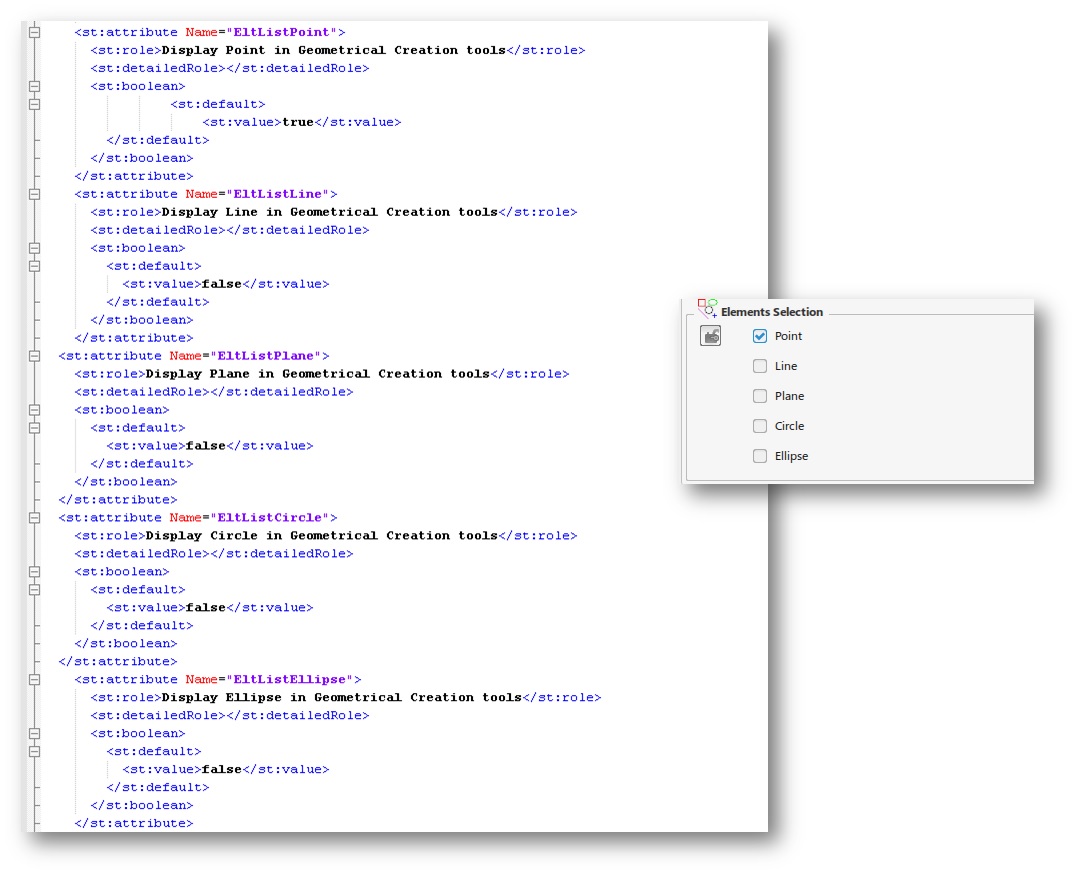 <st:attribute Name="EltListPoint">
<st:role>Display Point in Geometrical Creation tools</st:role>
<st:detailedRole></st:detailedRole>
<st:boolean>
<st:default>
<st:value>true</st:value>
</st:default>
</st:boolean>
</st:attribute>
<st:attribute Name="EltListLine">
<st:role>Display Line in Geometrical Creation tools</st:role>
<st:detailedRole></st:detailedRole>
<st:boolean>
<st:default>
<st:value>false</st:value>
</st:default>
</st:boolean>
</st:attribute>
<st:attribute Name="EltListPlane">
<st:role>Display Plane in Geometrical Creation tools</st:role>
<st:detailedRole></st:detailedRole>
<st:boolean>
<st:default>
<st:value>false</st:value>
</st:default>
</st:boolean>
</st:attribute>
<st:attribute Name="EltListCircle">
<st:role>Display Circle in Geometrical Creation tools</st:role>
<st:detailedRole></st:detailedRole>
<st:boolean>
<st:default>
<st:value>false</st:value>
</st:default>
</st:boolean>
</st:attribute>
<st:attribute Name="EltListEllipse">
<st:role>Display Ellipse in Geometrical Creation tools</st:role>
<st:detailedRole></st:detailedRole>
<st:boolean>
<st:default>
<st:value>false</st:value>
</st:default>
</st:boolean>
</st:attribute>
Elements Selection
Point
Line
Plane
Circle
Ellipse